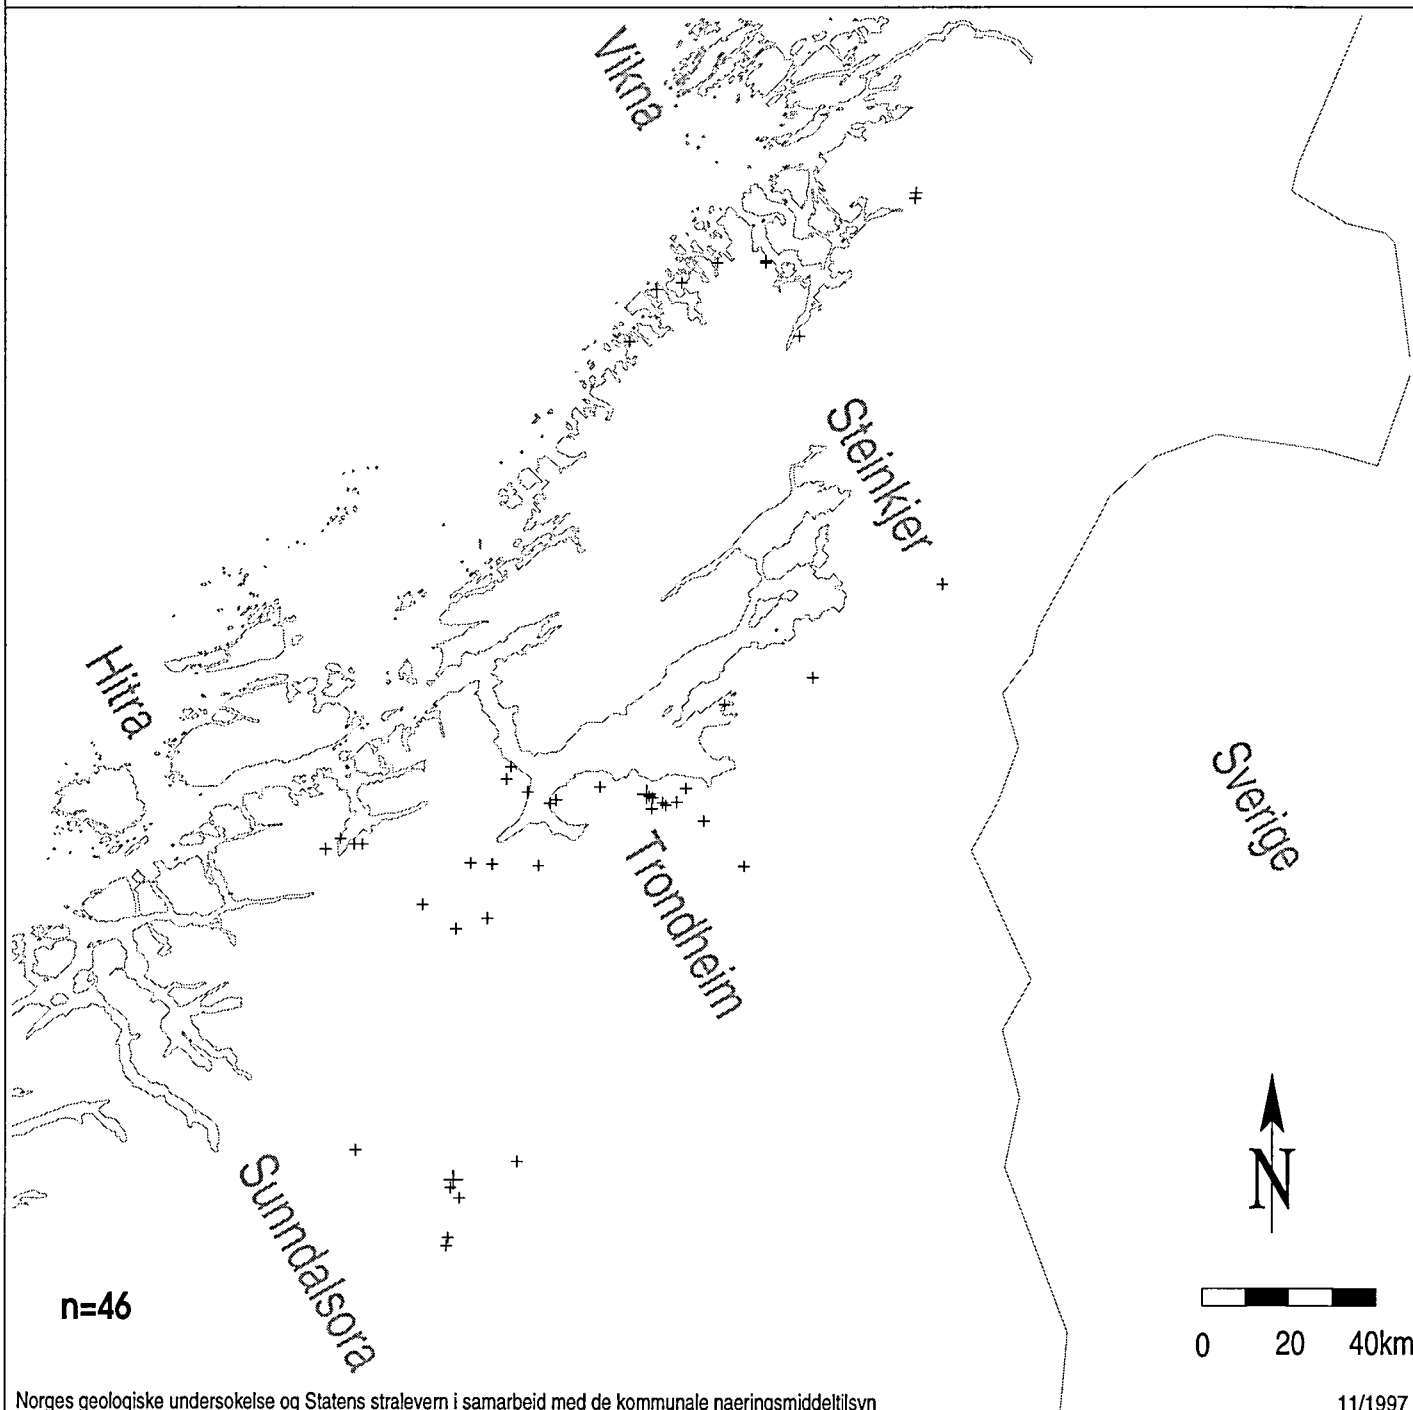 Vikna
Steinkjer
Hitra
Sverige
Trondheim
N
Sunndalsora
n=46
0 20 40km
Norges geologiske undersokelse og Statens stralevern i samarbeid med de kommunale naeringsmiddeltilsyn 11/1997